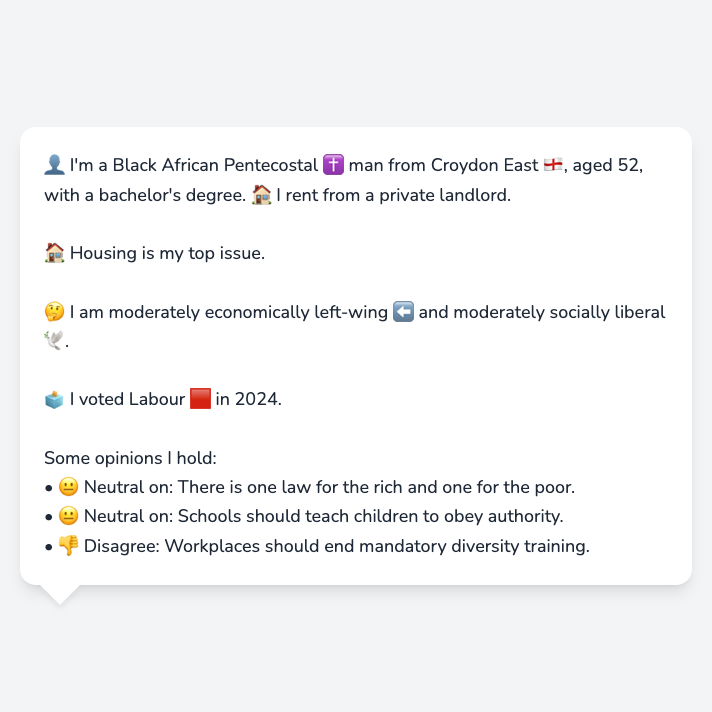 👤 I'm a Black African Pentecostal ✝️ man from Croydon East 🏴󠁧󠁢󠁥󠁮󠁧󠁿, aged 52,
with a bachelor's degree. 🏠 I rent from a private landlord.
🏠 Housing is my top issue.
🤔 I am moderately economically left-wing ⬅️ and moderately socially liberal
🕊️.
🗳️ I voted Labour 🟥 in 2024.
Some opinions I hold:
• 😐 Neutral on: There is one law for the rich and one for the poor.
• 😐 Neutral on: Schools should teach children to obey authority.
• 👎 Disagree: Workplaces should end mandatory diversity training.